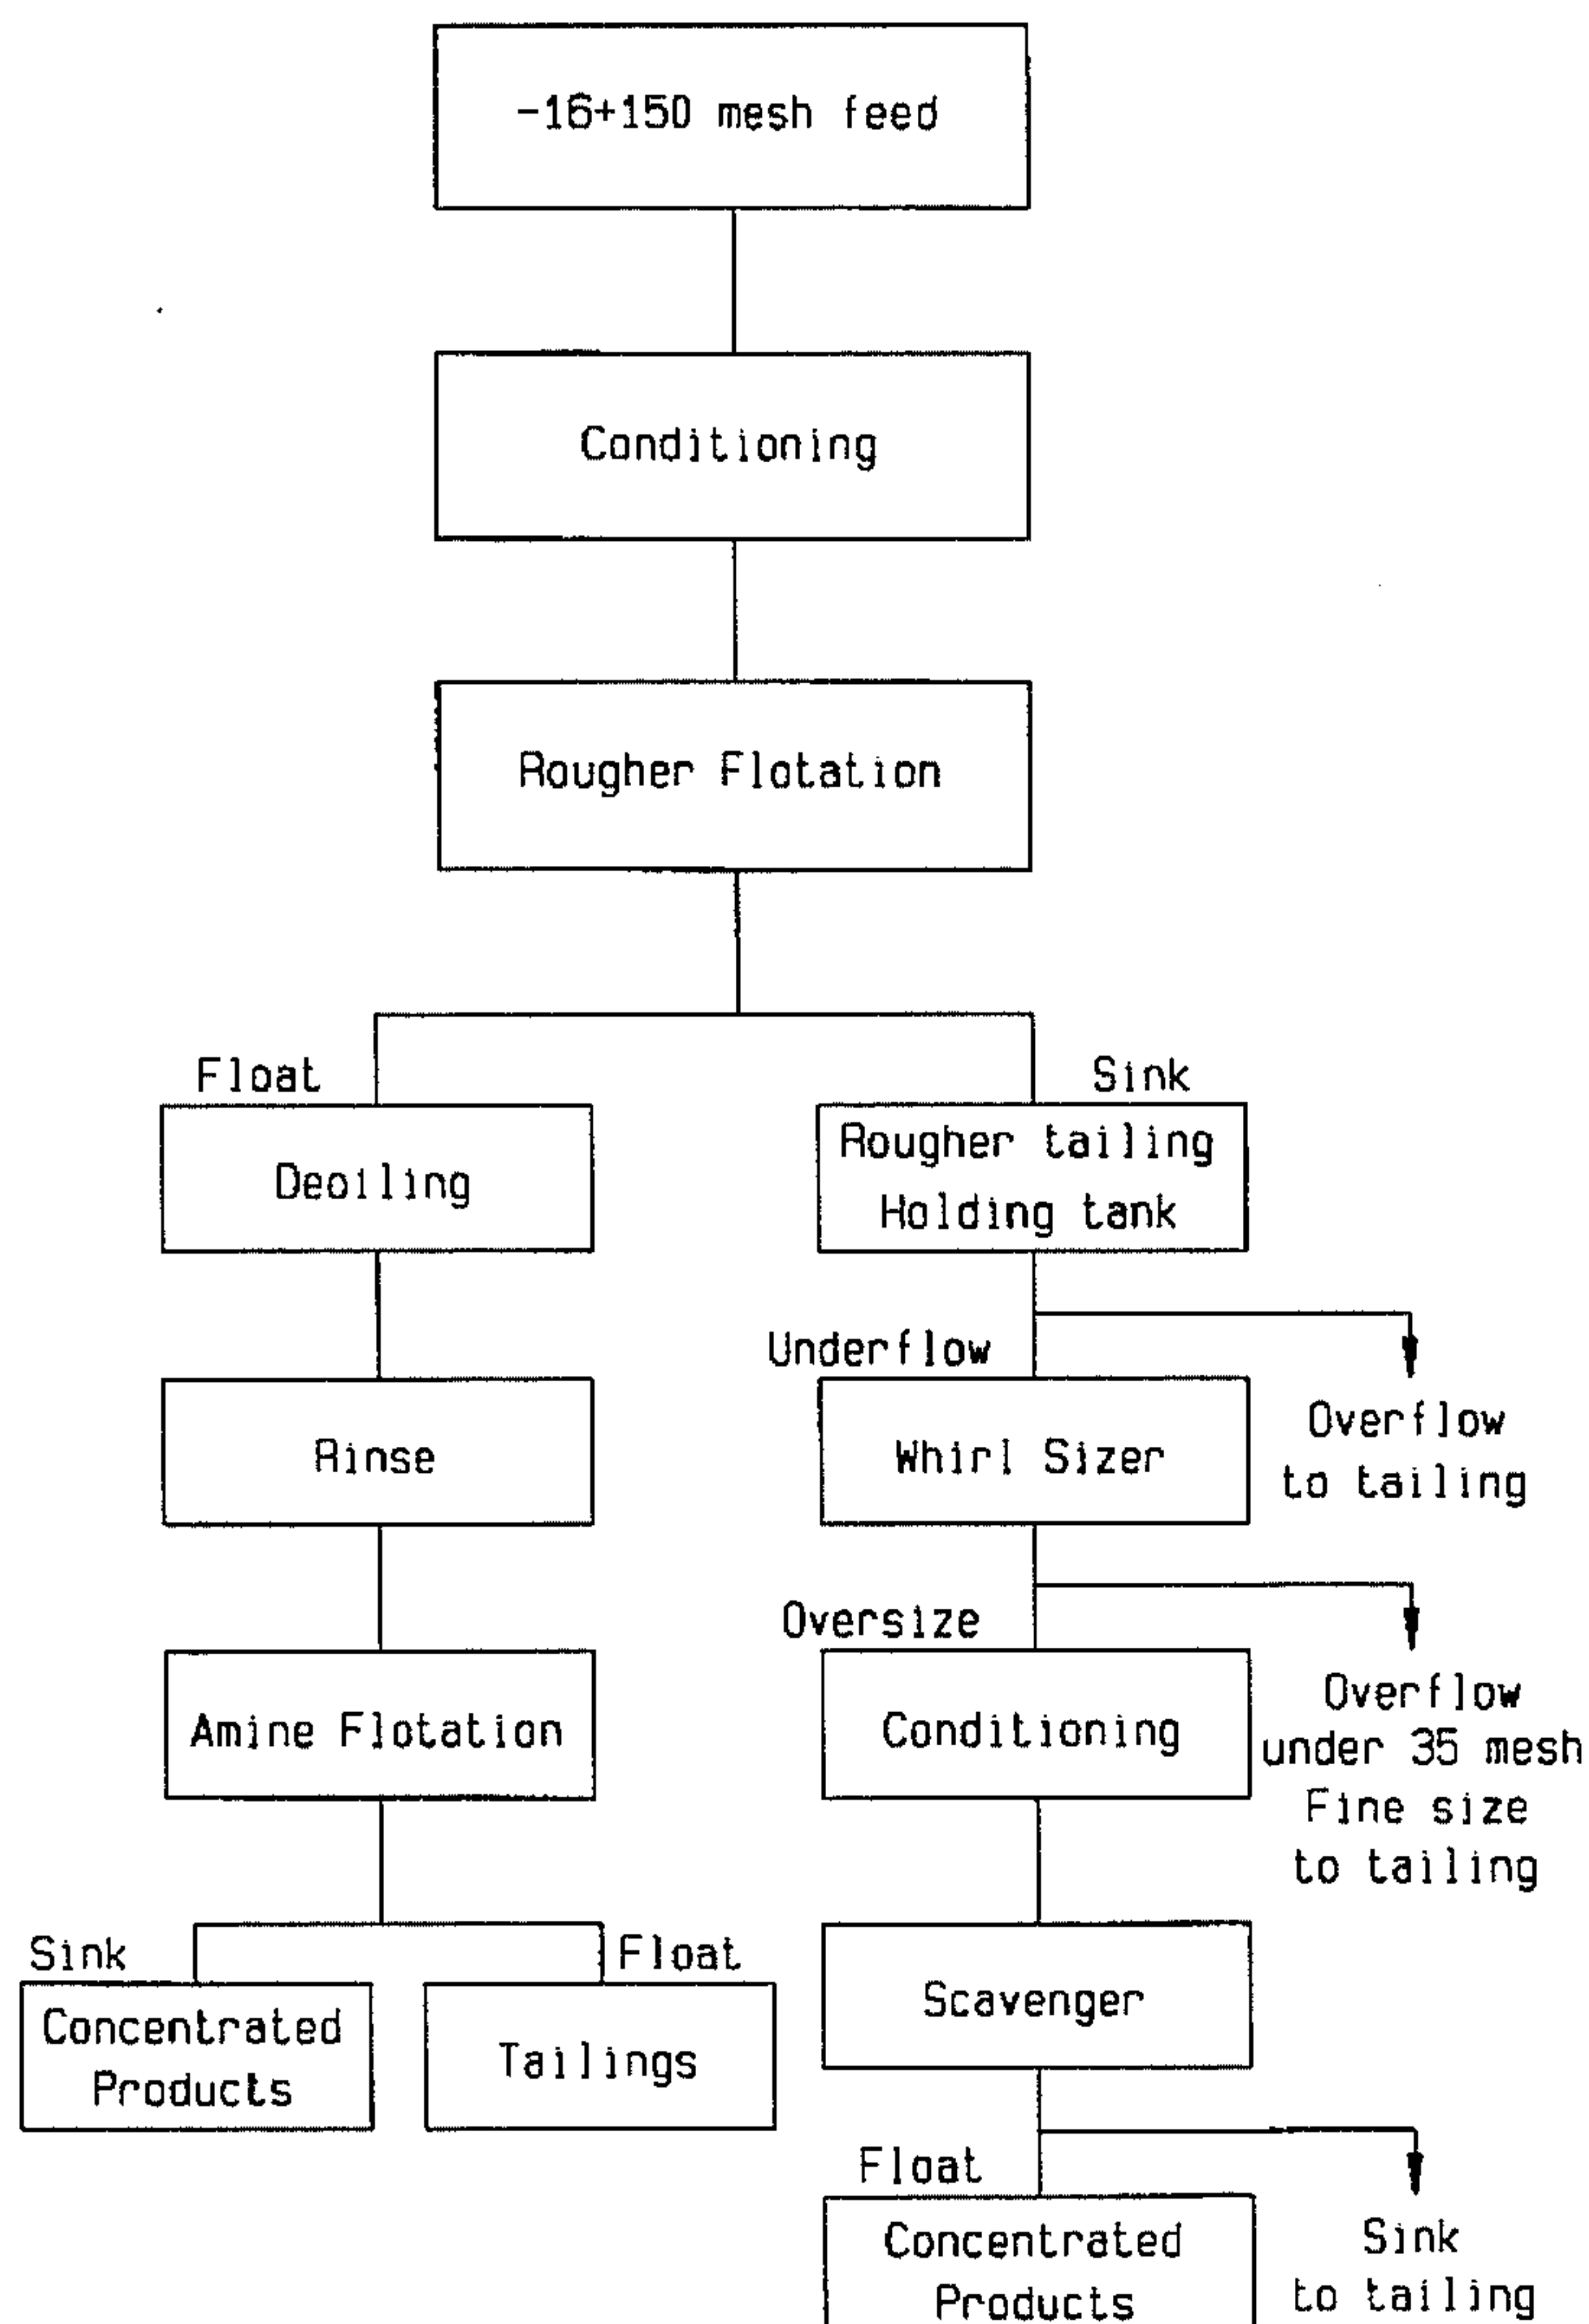 -16+150 mesh feed
Conditioning
Rougher Flotation
Float
Sink
Deoiling
Rougher tailing
Holding tank
Underflow
Overflow
to tailing
Rinse
Whirl Sizer
Oversize
Overflow
under 35 mesh
Fine size
to tailing
Amine Flotation
Conditioning
Sink
Float
Concentrated
Products
Tailings
Scavenger
Float
Concentrated
Products
Sink
to tailing